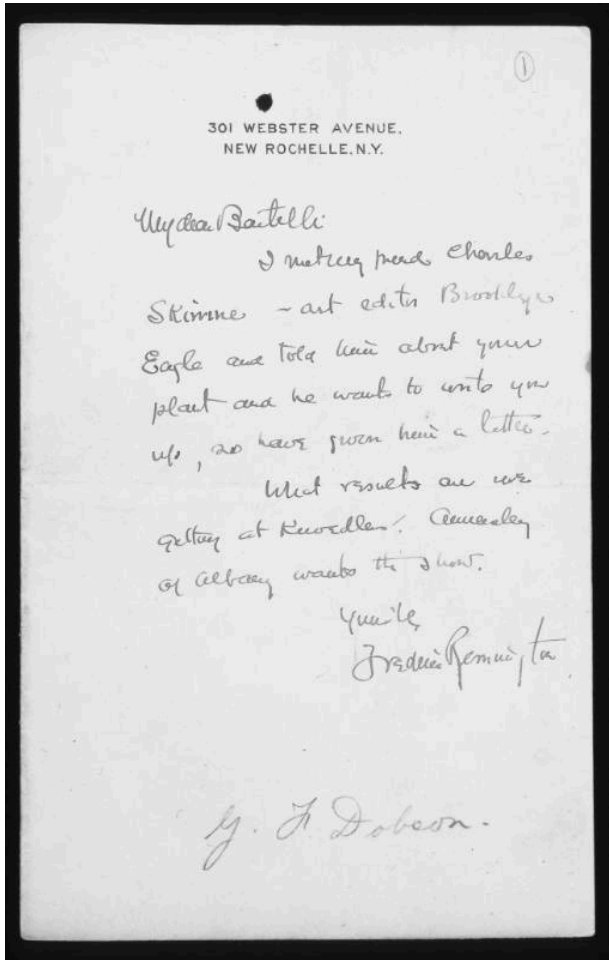 1
301 WEBSTER AVENUE.
NEW ROCHELLE, N.Y.
My dear Bertelli
I met my friend Charles
Skinne - art editor Brooklyn
Eagle and told him about your
plant and he wants to write you
up, so have given him a letter.
What results are we
getting at Knoedler. Annesley
of Albany wants the show.
Frederic Remington
G. F. Dobson.